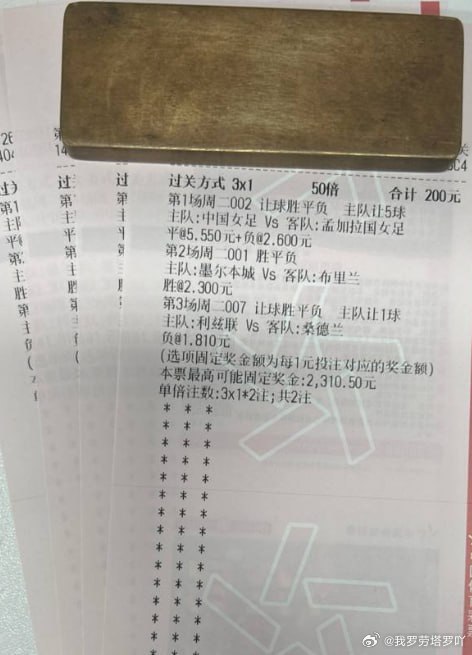 过关方式 3x1 50倍 合计 200元
第1场周二002 让球胜平负 主队让5球
主队:中国女足 Vs 客队:孟加拉国女足
平@5.550元+负@2.600元
第2场周二001 胜平负
主队:墨尔本城 Vs 客队:布里兰
胜@2.300元
第3场周二007 让球胜平负 主队让1球
主队:利兹联 Vs 客队:桑德兰
负@1.810元
(选项固定奖金额为每1元投注对应的奖金额)
本票最高可能固定奖金:2,310.50元
单倍注数:3x1*2注;共2注
* * *
* * *
* * *
* * *
* * *
* * *
* * *
* * *
* * *
* * *
* * *
* * *
* * *
@我罗劳塔罗吖